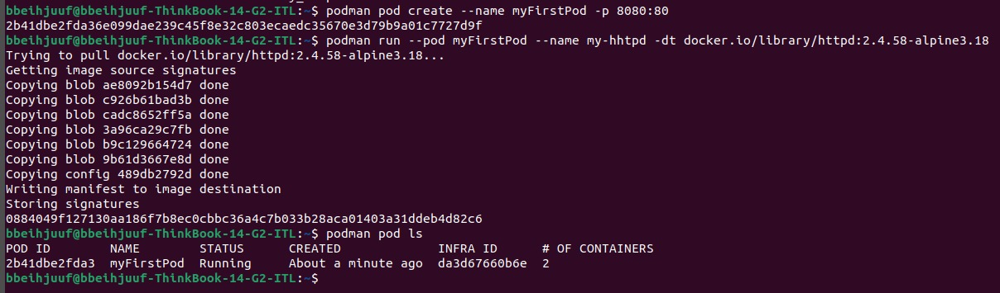 bbeihjuuf@bbeihjuuf-ThinkBook-14-G2-ITL:~$ podman pod create --name myFirstPod -p 8080:80
2b41dbe2fda36e099dae239c45f8e32c803ecaedc35670e3d79b9a01c7727d9f
bbeihjuuf@bbeihjuuf-ThinkBook-14-G2-ITL:~$ podman run --pod myFirstPod --name my-hhtpd -dt docker.io/library/httpd:2.4.58-alpine3.18
Trying to pull docker.io/library/httpd:2.4.58-alpine3.18...
Getting image source signatures
Copying blob ae8092b154d7 done
Copying blob c926b61bad3b done
Copying blob cadc8652ff5a done
Copying blob 3a96ca29c7fb done
Copying blob b9c129664724 done
Copying blob 9b61d3667e8d done
Copying config 489db2792d done
Writing manifest to image destination
Storing signatures
0884049f127130aa186f7b8ec0cbbc36a4c7b033b28aca01403a31ddeb4d82c6
bbeihjuuf@bbeihjuuf-ThinkBook-14-G2-ITL:~$ podman pod ls
POD ID        NAME        STATUS      CREATED             INFRA ID      # OF CONTAINERS
2b41dbe2fda3  myFirstPod  Running     About a minute ago  da3d67660b6e  2
bbeihjuuf@bbeihjuuf-ThinkBook-14-G2-ITL:~$